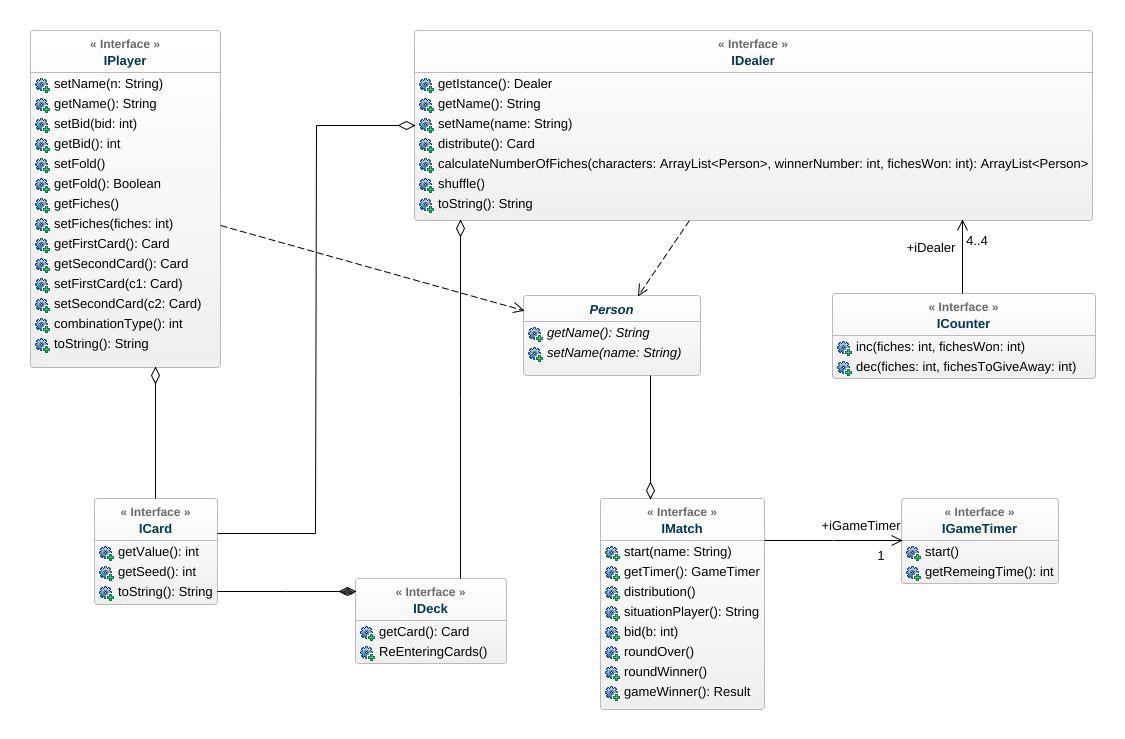 « Interface »
IPlayer
setName(n: String)
getName(): String
setBid(bid: int)
getBid(): int
setFold()
getFold(): Boolean
getFiches()
setFiches(fiches: int)
getFirstCard(): Card
getSecondCard(): Card
setFirstCard(c1: Card)
setSecondCard(c2: Card)
combinationType(): int
toString(): String
« Interface »
IDealer
getIstance(): Dealer
getName(): String
setName(name: String)
distribute(): Card
calculateNumberOfFiches(characters: ArrayList<Person>, winnerNumber: int, fichesWon: int): ArrayList<Person>
shuffle()
toString(): String
+iDealer
4..4
Person
getName(): String
setName(name: String)
« Interface »
ICounter
inc(fiches: int, fichesWon: int)
dec(fiches: int, fichesToGiveAway: int)
« Interface »
ICard
getValue(): int
getSeed(): int
toString(): String
« Interface »
IDeck
getCard(): Card
ReEnteringCards()
« Interface »
IMatch
start(name: String)
getTimer(): GameTimer
distribution()
situationPlayer(): String
bid(b: int)
roundOver()
roundWinner()
gameWinner(): Result
+iGameTimer
1
« Interface »
IGameTimer
start()
getRemeingTime(): int